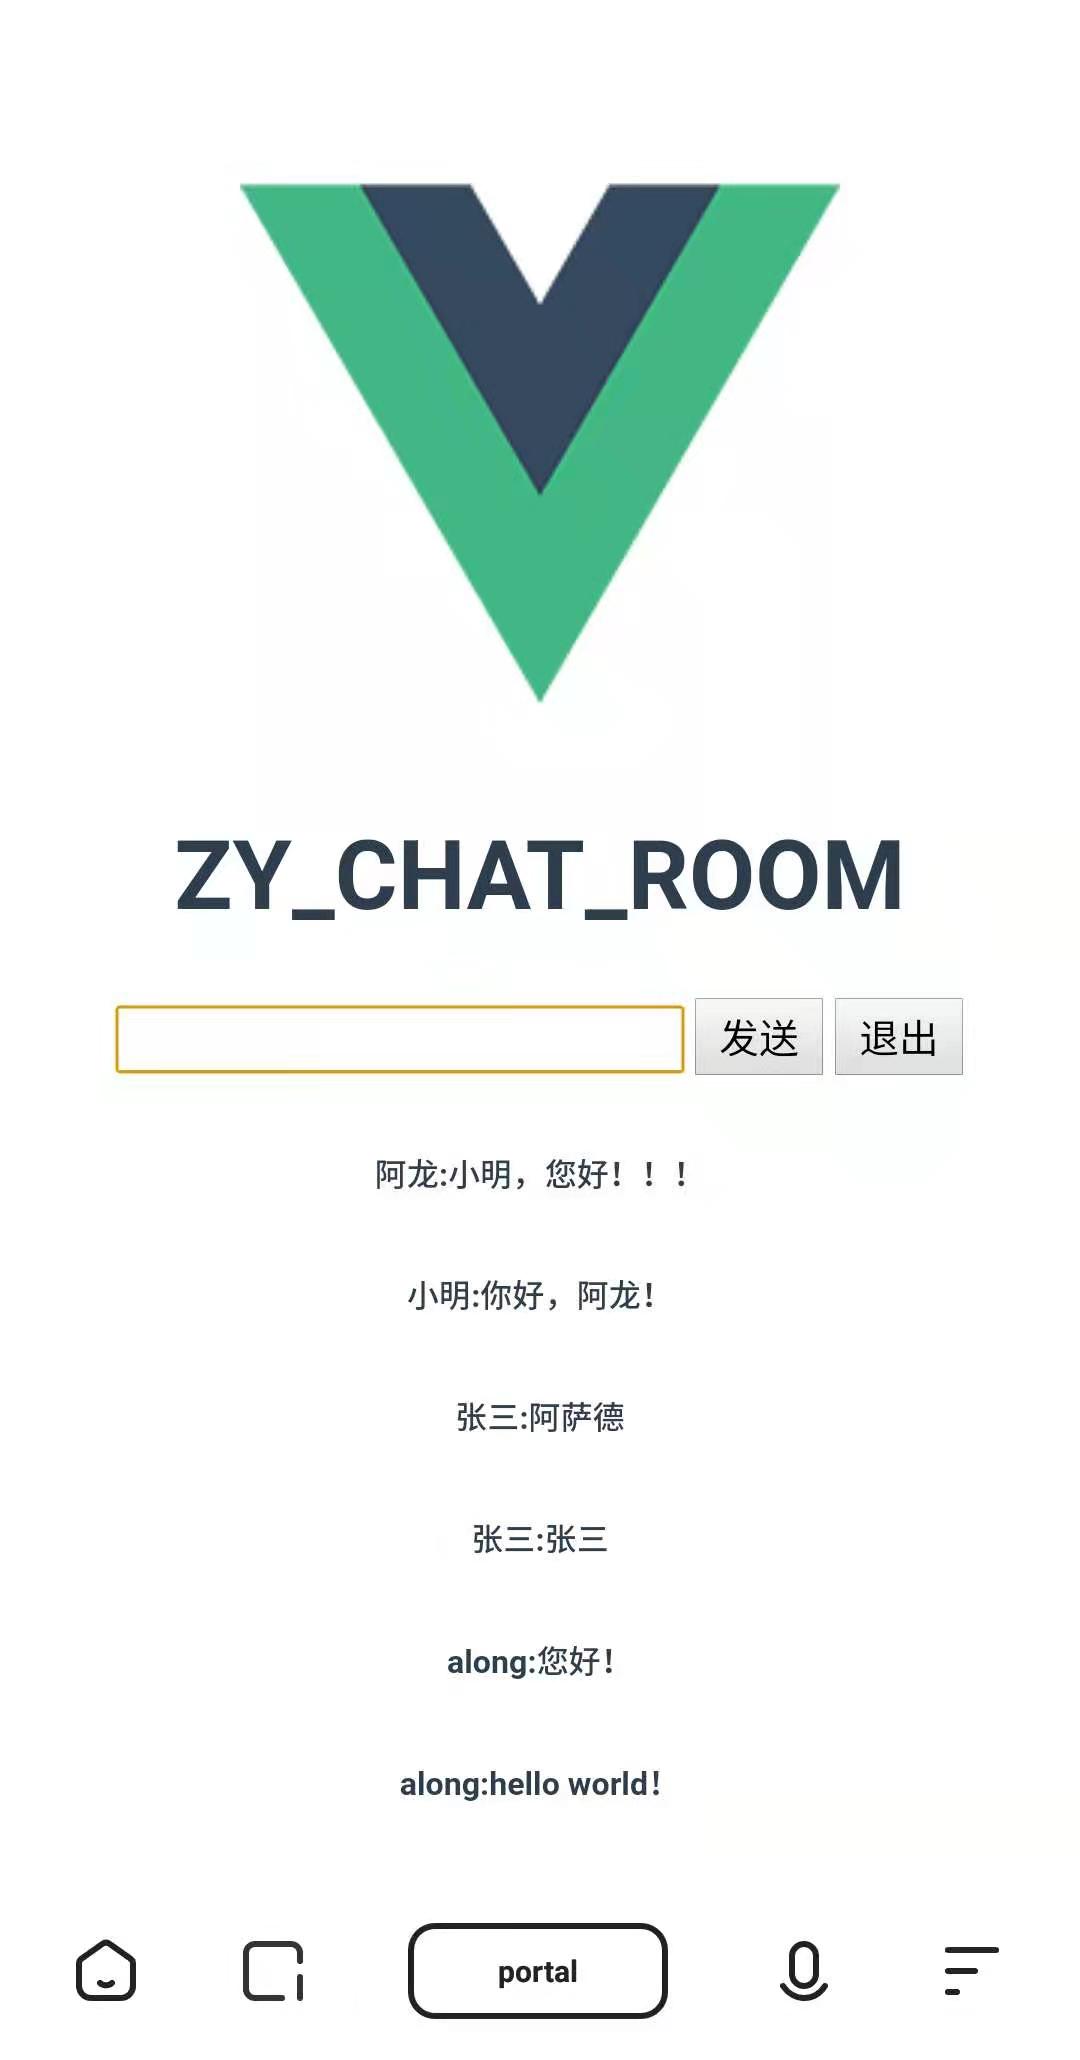 ZY_CHAT_ROOM
发送 退出
阿龙:小明，您好！！！
小明:你好，阿龙！
张三:阿萨德
张三:张三
along:您好！
along:hello world！
portal